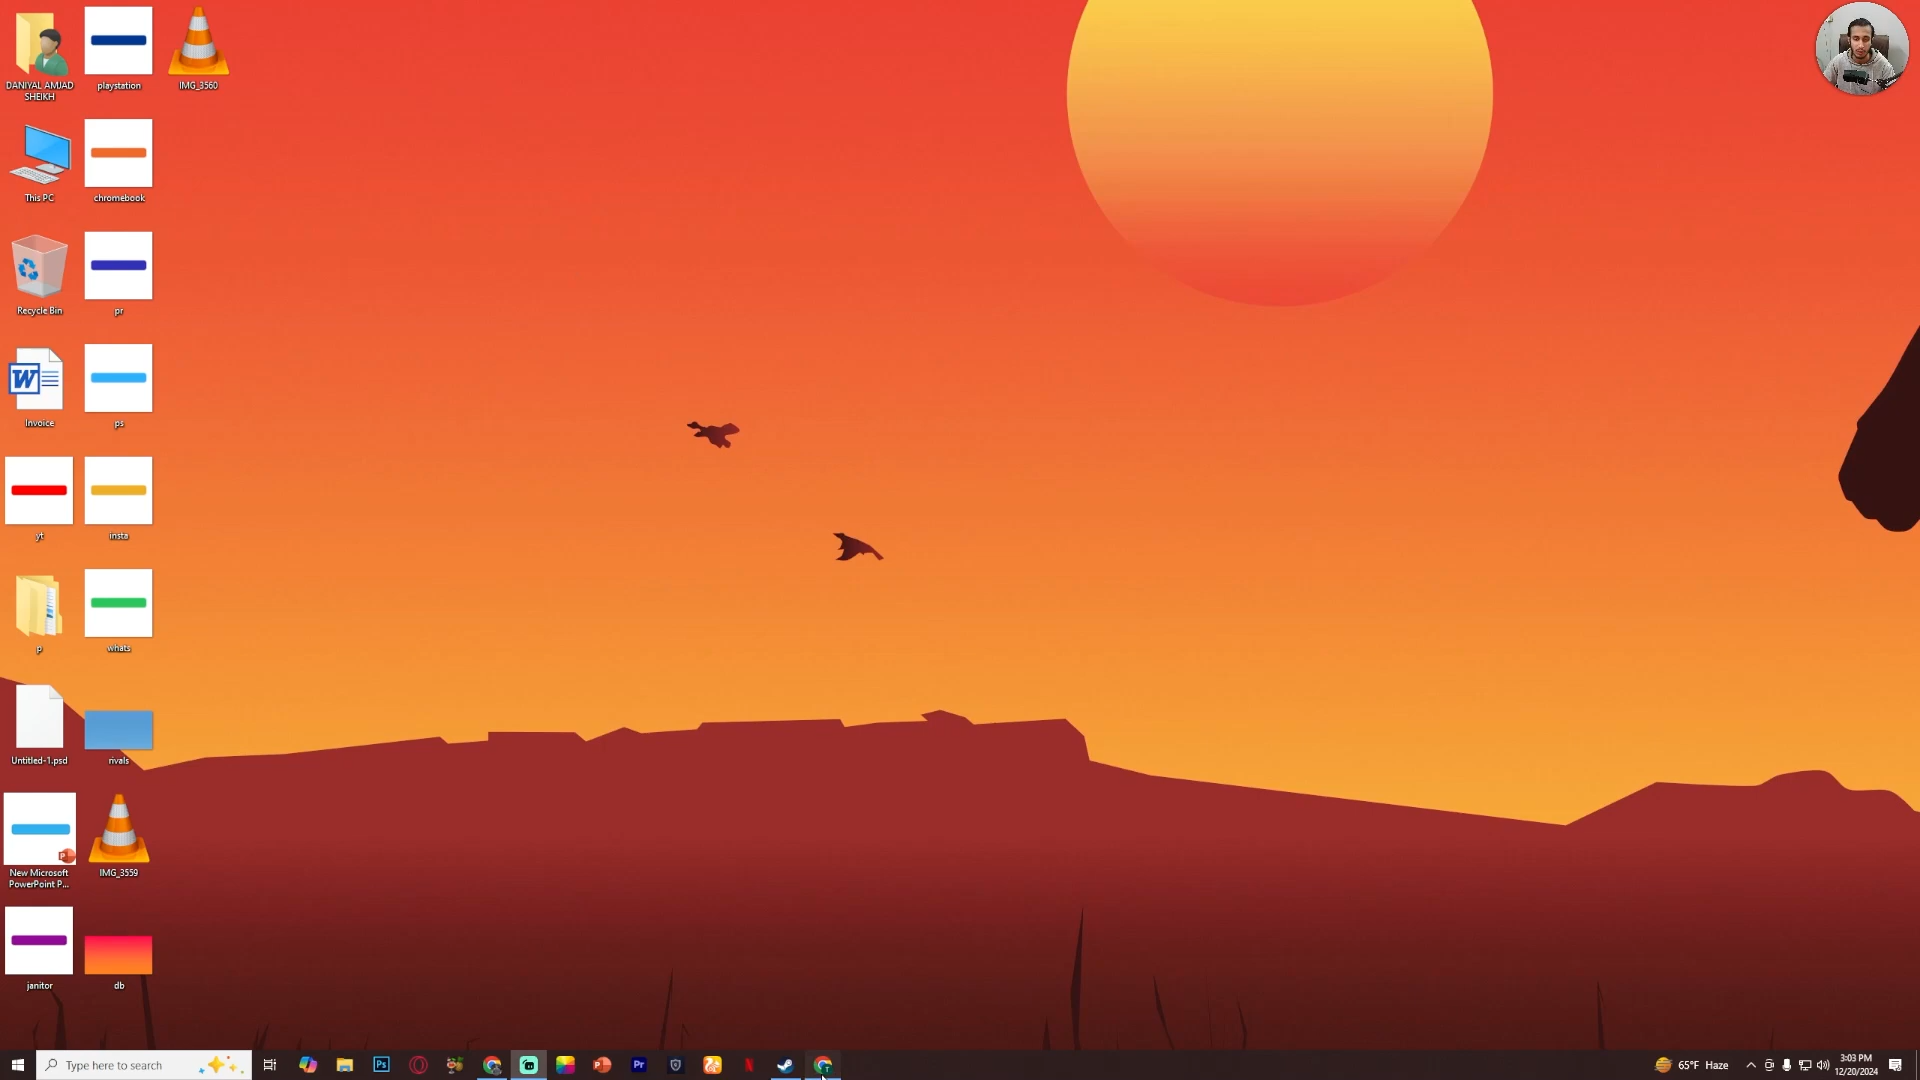 DANIYAL AMJAD
SHEIKH
playstation
IMG_3560
This PC
chromebook
Recycle Bin
pr
Invoice
ps
yt
insta
p
whats
Untitled-1.psd
rivals
New Microsoft
PowerPoint P...
IMG_3559
janitor
db
Type here to search
65°F Haze
3:03 PM
12/20/2024